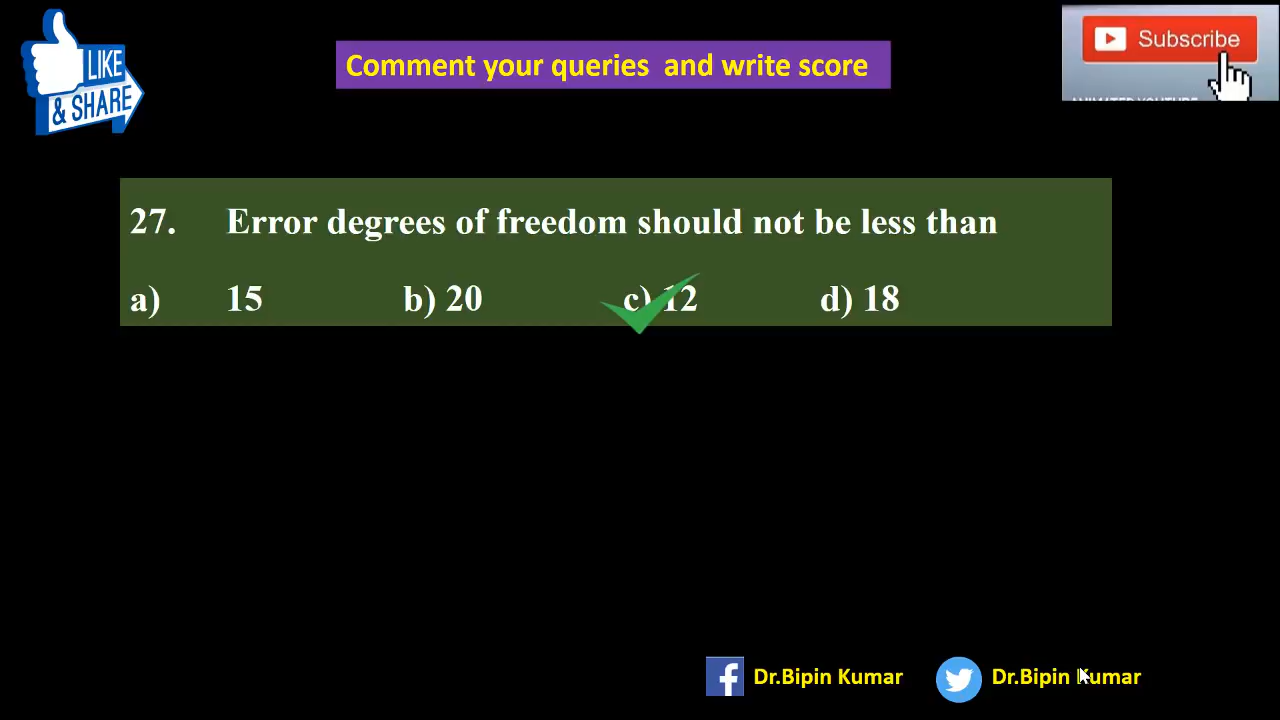 LIKE
& SHARE
Comment your queries and write score
Subscribe
27. Error degrees of freedom should not be less than
a) 15 b) 20 c) 12 d) 18
Dr.Bipin Kumar Dr.Bipin Kumar